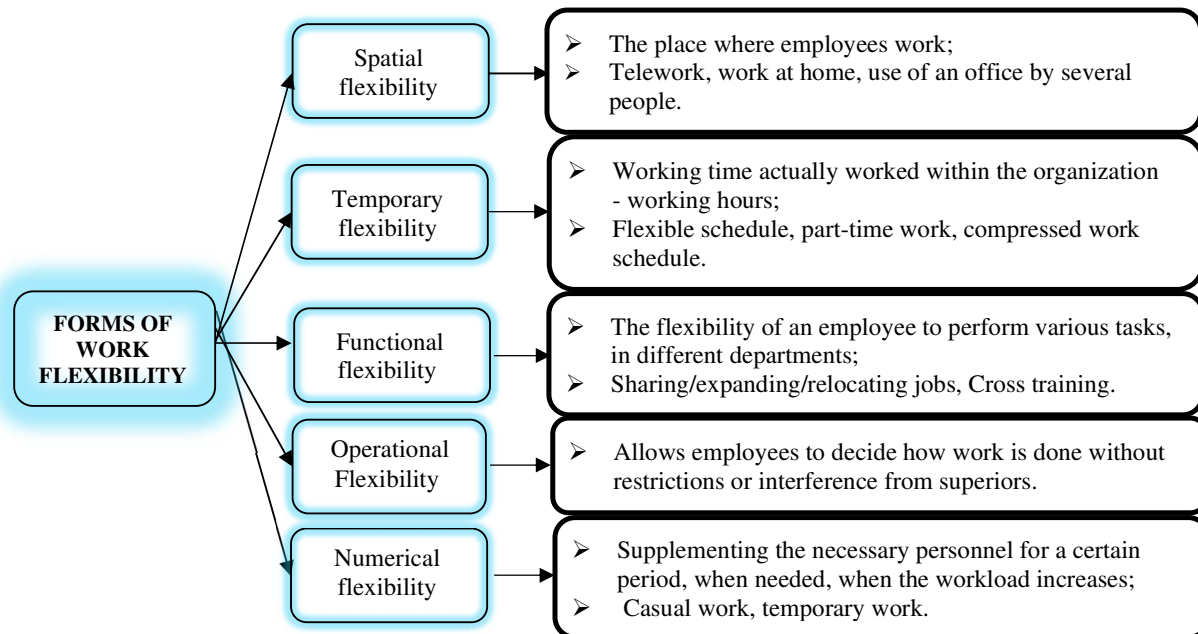 FORMS OF
WORK
FLEXIBILITY
Spatial
flexibility
➢ The place where employees work;
➢ Telework, work at home, use of an office by several
people.
Temporary
flexibility
➢ Working time actually worked within the organization
- working hours;
➢ Flexible schedule, part-time work, compressed work
schedule.
Functional
flexibility
➢ The flexibility of an employee to perform various tasks,
in different departments;
➢ Sharing/expanding/relocating jobs, Cross training.
Operational
Flexibility
➢ Allows employees to decide how work is done without
restrictions or interference from superiors.
Numerical
flexibility
➢ Supplementing the necessary personnel for a certain
period, when needed, when the workload increases;
➢ Casual work, temporary work.